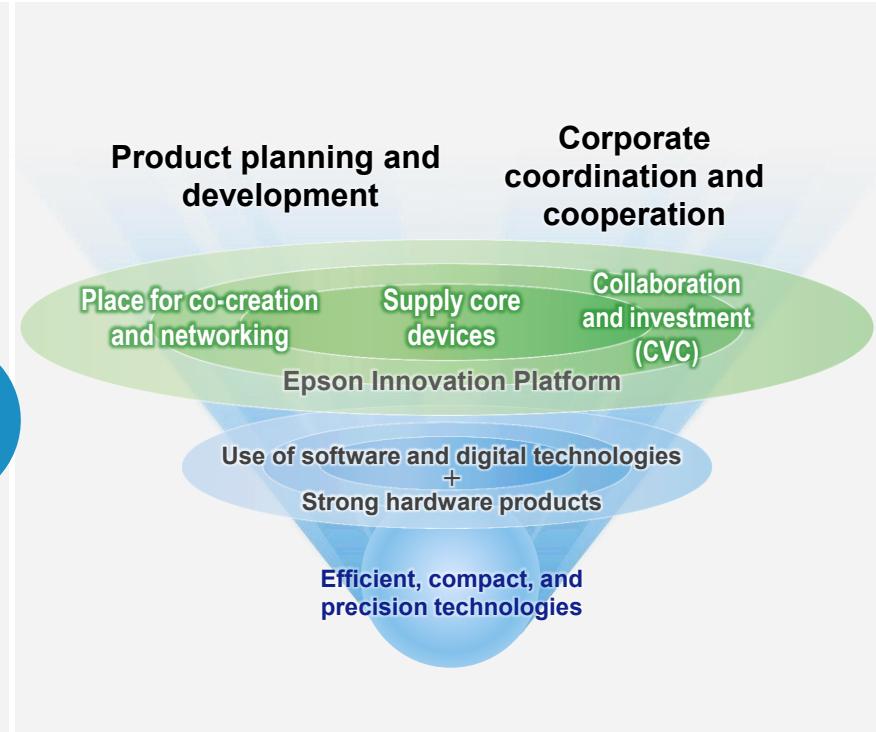 Product planning and
development
Corporate
coordination and
cooperation
Place for co-creation
and networking
Supply core
devices
Collaboration
and investment
(CVC)
Epson Innovation Platform
Use of software and digital technologies
+
Strong hardware products
Efficient, compact, and
precision technologies